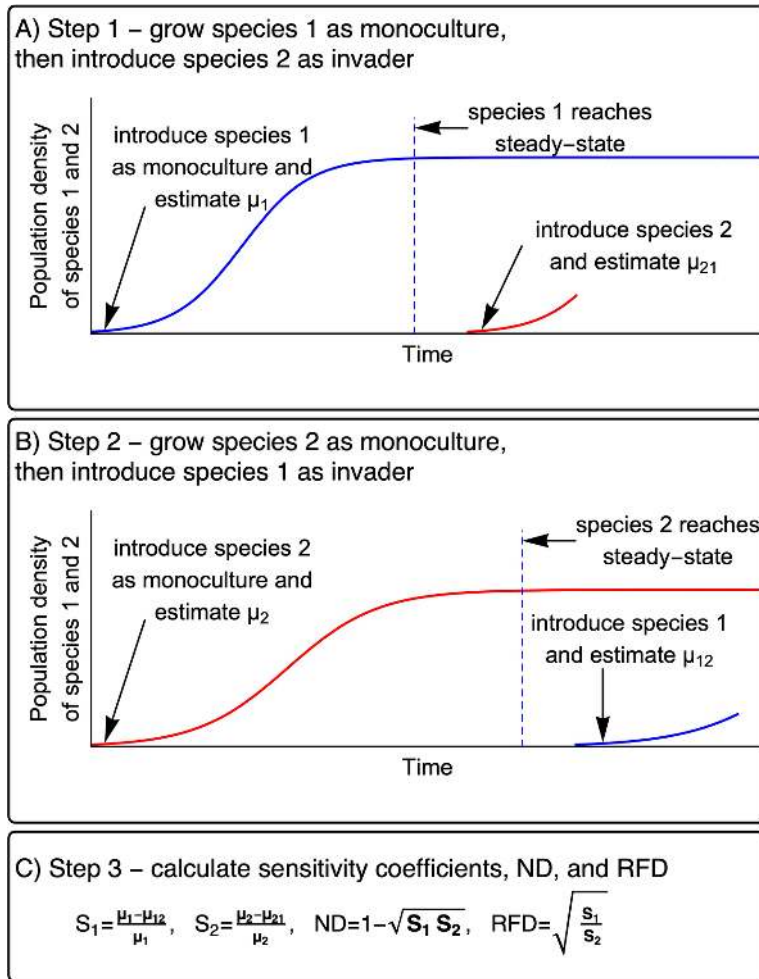 A) Step 1 – grow species 1 as monoculture,
then introduce species 2 as invader
Population density
of species 1 and 2
introduce species 1
as monoculture and
estimate μ₁
species 1 reaches
steady–state
introduce species 2
and estimate μ₂₁
Time
B) Step 2 – grow species 2 as monoculture,
then introduce species 1 as invader
Population density
of species 1 and 2
introduce species 2
as monoculture and
estimate μ₂
species 2 reaches
steady–state
introduce species 1
and estimate μ₁₂
Time
C) Step 3 – calculate sensitivity coefficients, ND, and RFD
S₁=(μ₁–μ₁₂)/μ₁, S₂=(μ₂–μ₂₁)/μ₂, ND=1–√(S₁ S₂), RFD=√(S₁/S₂)